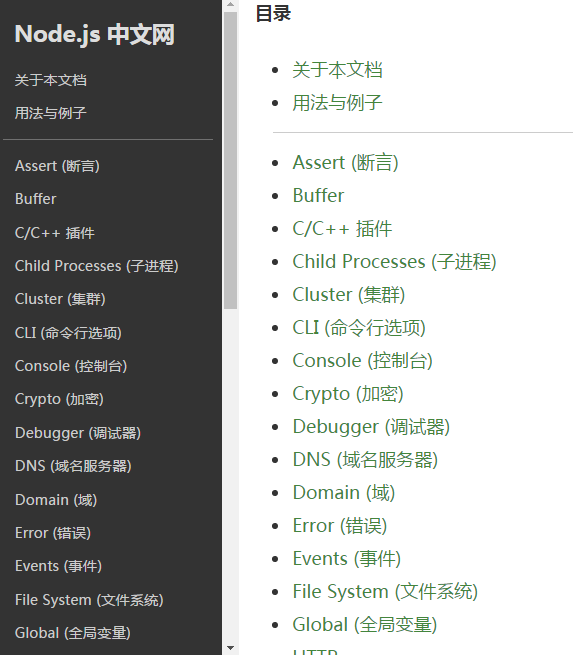 Node.js 中文网
关于本文档
用法与例子
Assert (断言)
Buffer
C/C++ 插件
Child Processes (子进程)
Cluster (集群)
CLI (命令行选项)
Console (控制台)
Crypto (加密)
Debugger (调试器)
DNS (域名服务器)
Domain (域)
Error (错误)
Events (事件)
File System (文件系统)
Global (全局变量)
目录
关于本文档
用法与例子
Assert (断言)
Buffer
C/C++ 插件
Child Processes (子进程)
Cluster (集群)
CLI (命令行选项)
Console (控制台)
Crypto (加密)
Debugger (调试器)
DNS (域名服务器)
Domain (域)
Error (错误)
Events (事件)
File System (文件系统)
Global (全局变量)
HTTP